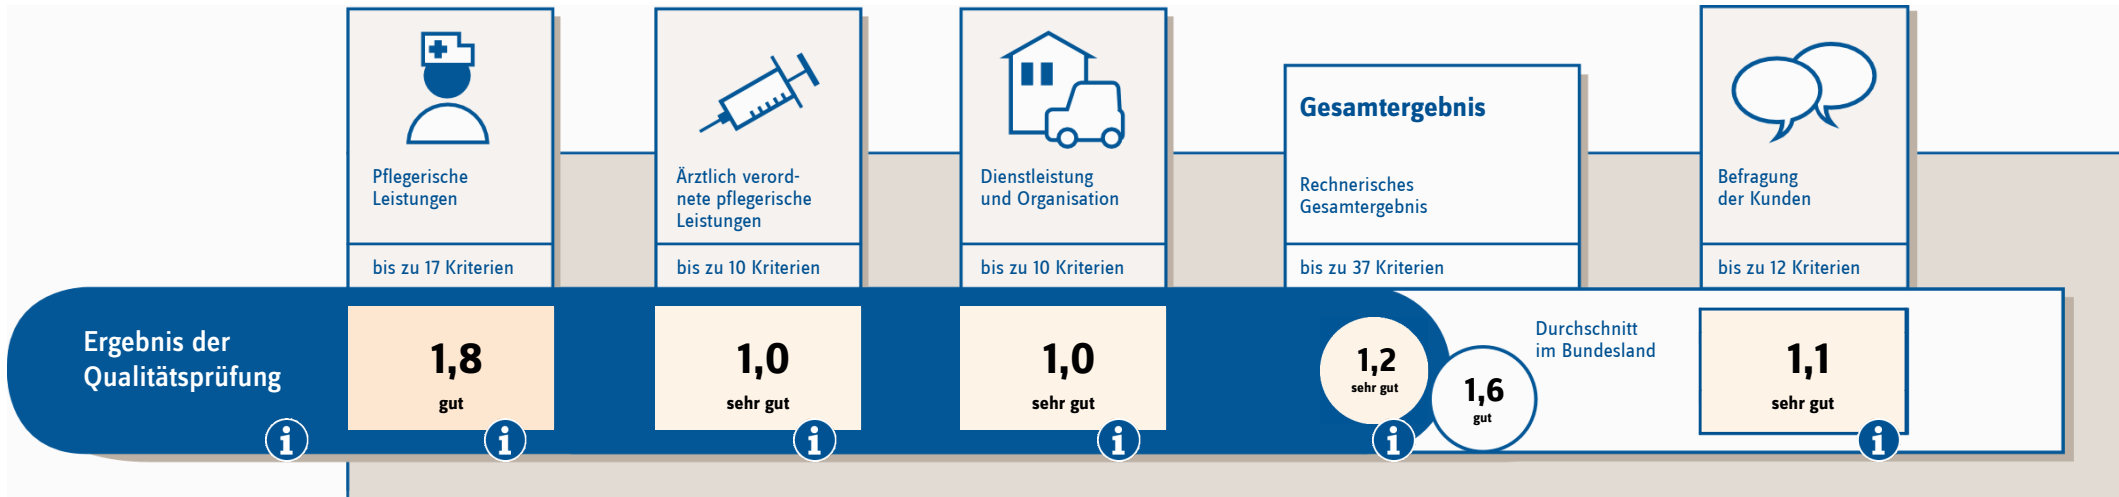 Pflegerische
Leistungen
bis zu 17 Kriterien
Ärztlich verord-
nete pflegerische
Leistungen
bis zu 10 Kriterien
Dienstleistung
und Organisation
bis zu 10 Kriterien
Gesamtergebnis
Rechnerisches
Gesamtergebnis
bis zu 37 Kriterien
Befragung
der Kunden
bis zu 12 Kriterien
Ergebnis der
Qualitätsprüfung
i
1,8
gut
i
1,0
sehr gut
i
1,0
sehr gut
i
1,2
sehr gut
i
1,6
gut
Durchschnitt
im Bundesland
1,1
sehr gut
i